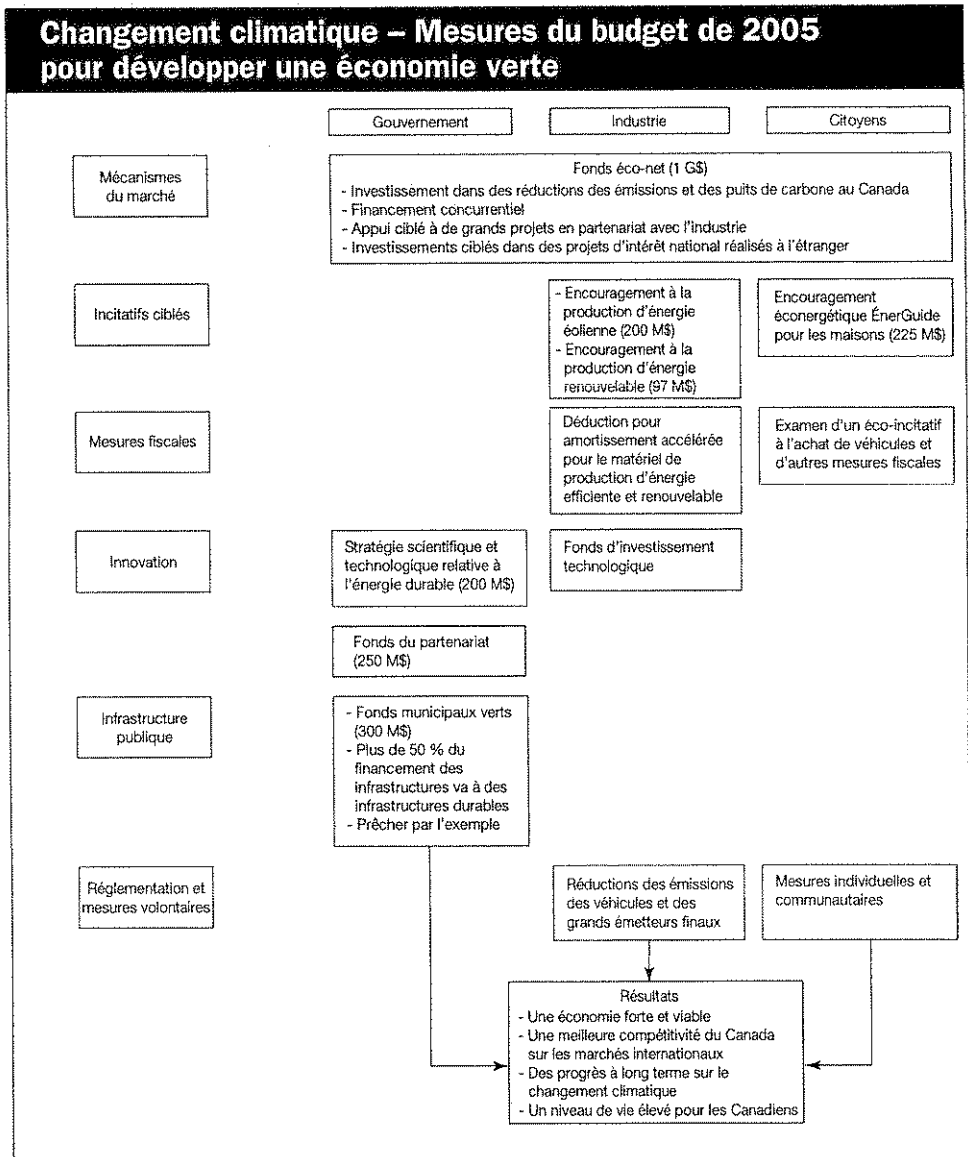 Changement climatique – Mesures du budget de 2005
pour développer une économie verte
Gouvernement
Industrie
Citoyens
Mécanismes
du marché
Fonds éco-net (1 G$)
- Investissement dans des réductions des émissions et des puits de carbone au Canada
- Financement concurrentiel
- Appui ciblé à de grands projets en partenariat avec l'industrie
- Investissements ciblés dans des projets d'intérêt national réalisés à l'étranger
Incitatifs ciblés
- Encouragement à la
production d'énergie
éolienne (200 M$)
- Encouragement à la
production d'énergie
renouvelable (97 M$)
Encouragement
éconergétique ÉnerGuide
pour les maisons (225 M$)
Mesures fiscales
Déduction pour
amortissement accélérée
pour le matériel de
production d'énergie
efficiente et renouvelable
Examen d'un éco-incitatif
à l'achat de véhicules et
d'autres mesures fiscales
Innovation
Stratégie scientifique et
technologique relative à
l'énergie durable (200 M$)
Fonds d'investissement
technologique
Fonds du partenariat
(250 M$)
Infrastructure
publique
- Fonds municipaux verts
(300 M$)
- Plus de 50 % du
financement des
infrastructures va à des
infrastructures durables
- Prêcher par l'exemple
Réglementation et
mesures volontaires
Réductions des émissions
des véhicules et des
grands émetteurs finaux
Mesures individuelles et
communautaires
Résultats
- Une économie forte et viable
- Une meilleure compétitivité du Canada
sur les marchés internationaux
- Des progrès à long terme sur le
changement climatique
- Un niveau de vie élevé pour les Canadiens